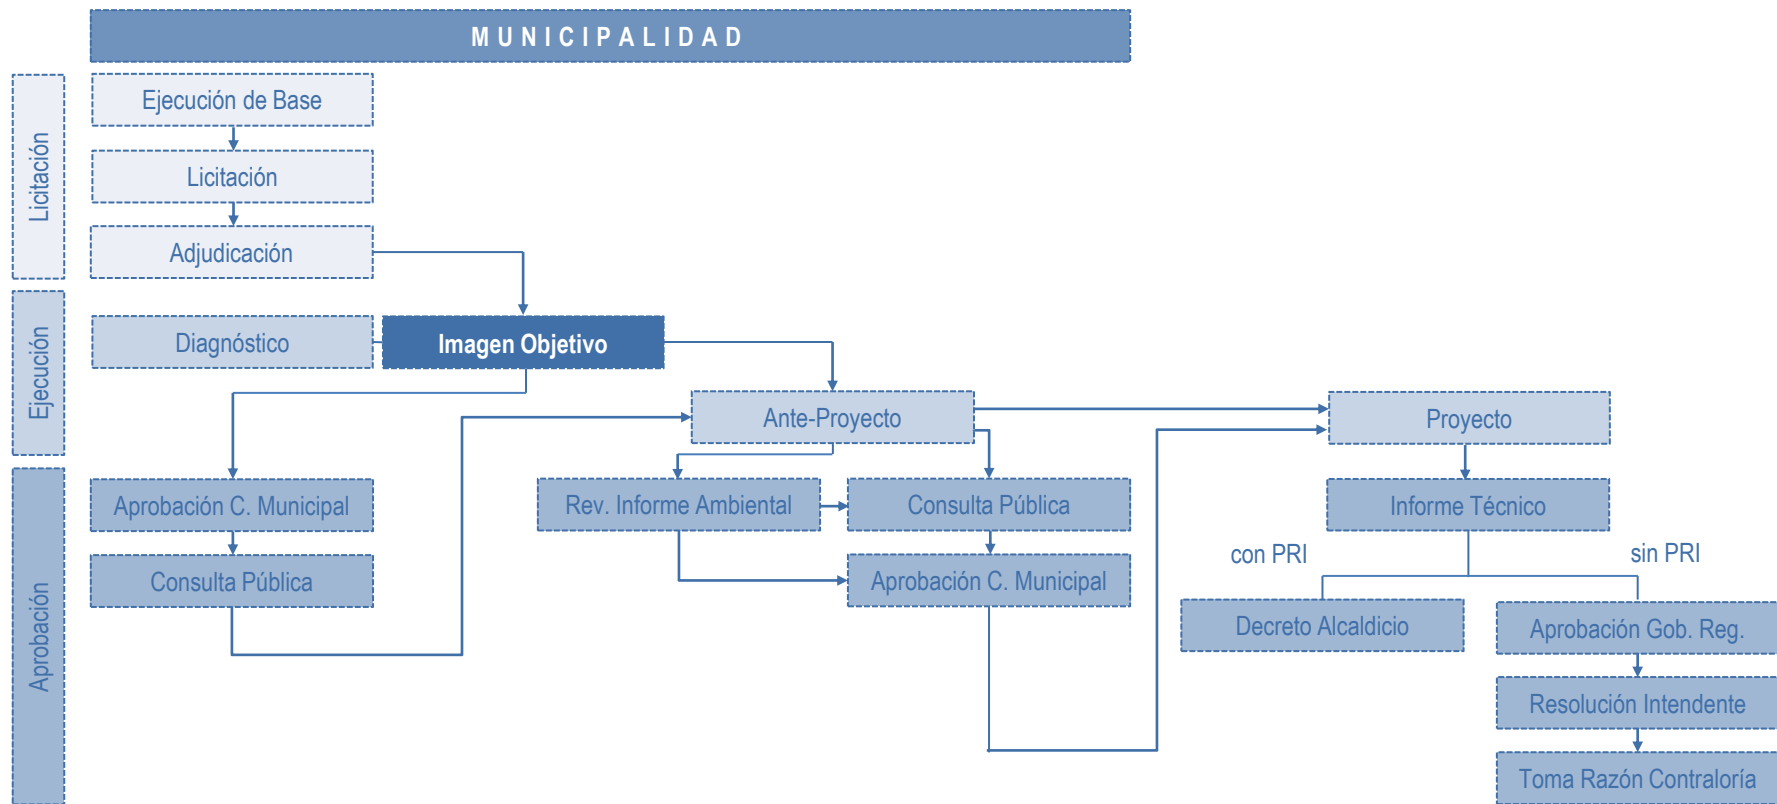 MUNICIPALIDAD
Licitación
Ejecución de Base
Licitación
Adjudicación
Ejecución
Diagnóstico
Imagen Objetivo
Ante-Proyecto
Proyecto
Aprobación
Aprobación C. Municipal
Rev. Informe Ambiental
Consulta Pública
Informe Técnico
Consulta Pública
Aprobación C. Municipal
con PRI
sin PRI
Decreto Alcaldicio
Aprobación Gob. Reg.
Resolución Intendente
Toma Razón Contraloría